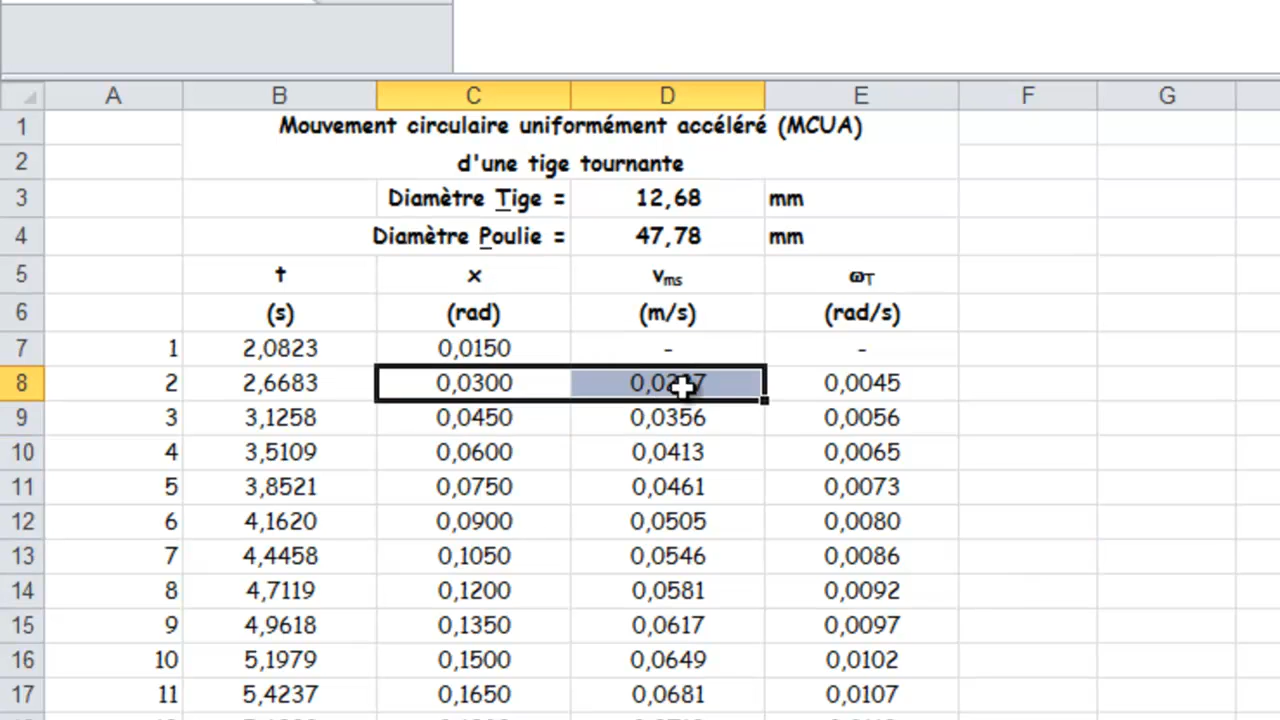 A B C D E F G
1 Mouvement circulaire uniformément accéléré (MCUA)
2 d'une tige tournante
3 Diamètre Tige = 12,68 mm
4 Diamètre Poulie = 47,78 mm
5 t x vms ωT
6 (s) (rad) (m/s) (rad/s)
7 1 2,0823 0,0150 - -
8 2 2,6683 0,0300 0,0045
9 3 3,1258 0,0450 0,0356 0,0056
10 4 3,5109 0,0600 0,0413 0,0065
11 5 3,8521 0,0750 0,0461 0,0073
12 6 4,1620 0,0900 0,0505 0,0080
13 7 4,4458 0,1050 0,0546 0,0086
14 8 4,7119 0,1200 0,0581 0,0092
15 9 4,9618 0,1350 0,0617 0,0097
16 10 5,1979 0,1500 0,0649 0,0102
17 11 5,4237 0,1650 0,0681 0,0107